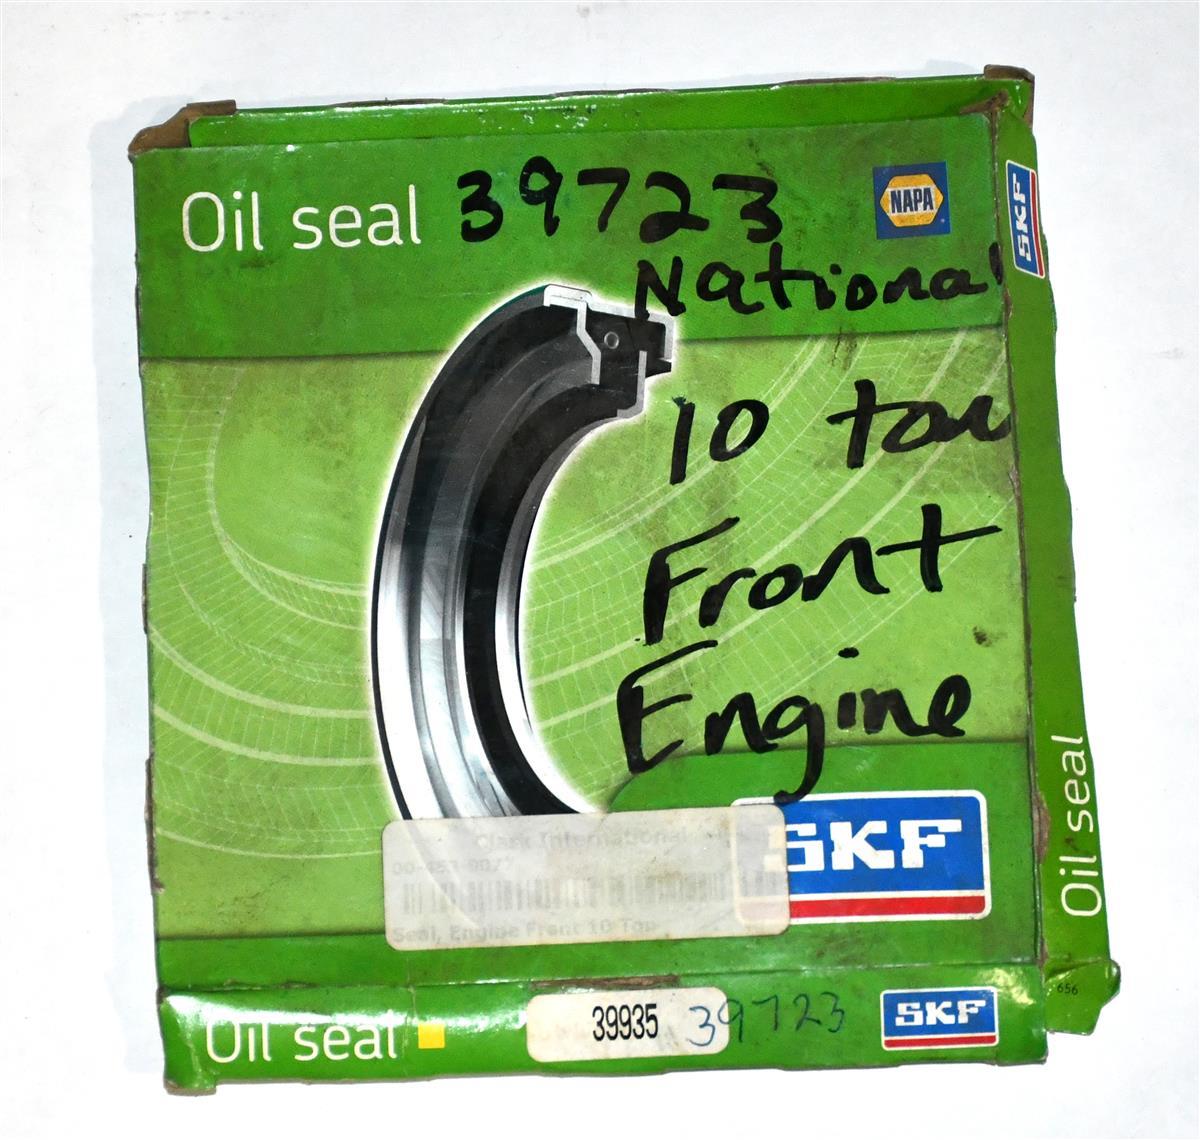 Oil seal 39723
NAPA
SKF
National
10 ton
Front
Engine
SKF
International
Seal, Engine Front 10 Ton
Oil seal
Oil seal
39935 39723
SKF
656